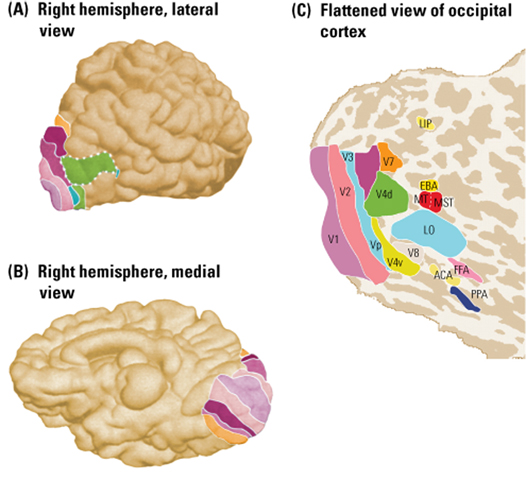 (A) Right hemisphere, lateral
view
(B) Right hemisphere, medial
view
(C) Flattened view of occipital
cortex
LIP
V3
V7
V2
V4d
EBA
MT
MST
V1
LO
Vp
V8
V4v
ACA
FFA
PPA